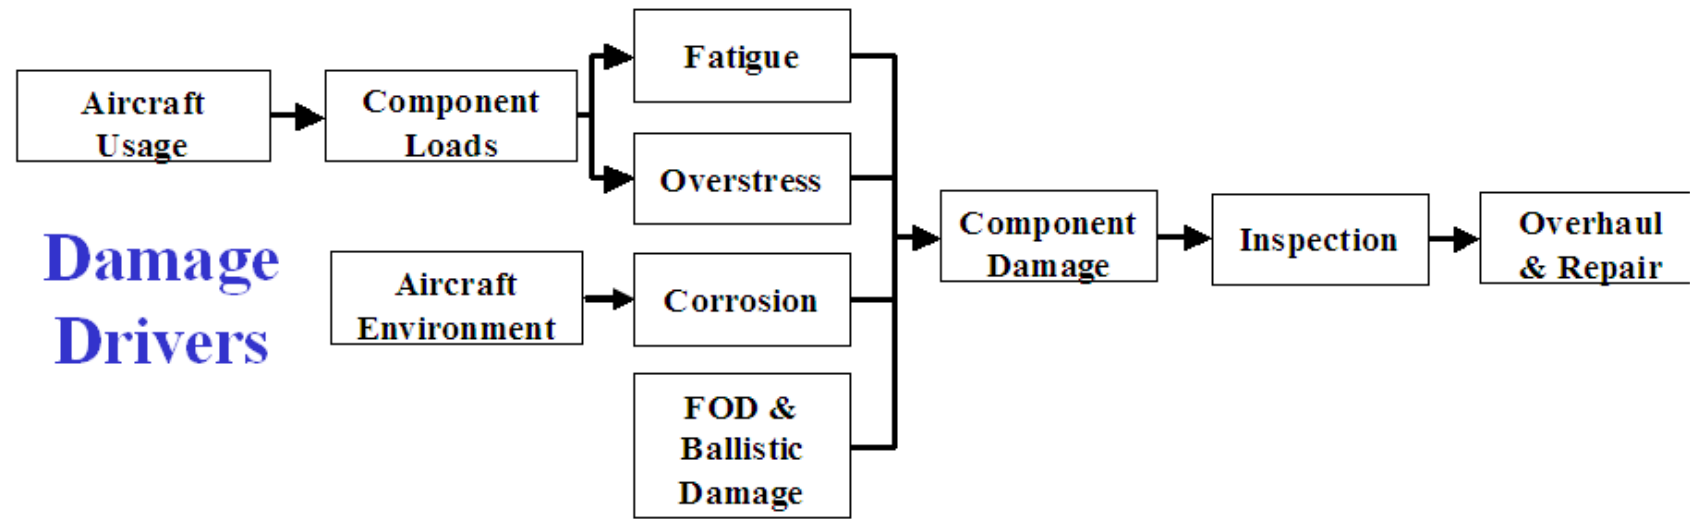 Aircraft
Usage
Component
Loads
Fatigue
Overstress
Damage
Drivers
Aircraft
Environment
Corrosion
FOD &
Ballistic
Damage
Component
Damage
Inspection
Overhaul
& Repair